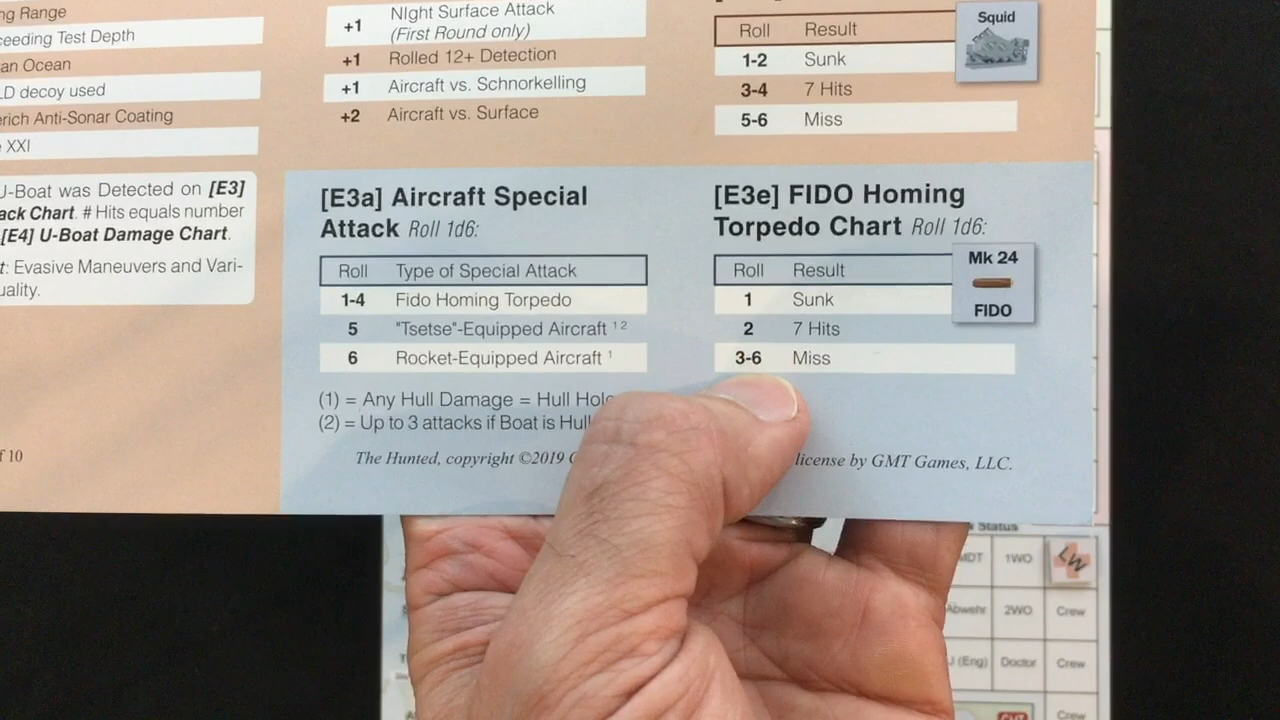 ng Range
ceeding Test Depth
an Ocean
LD decoy used
erich Anti-Sonar Coating
XXI
U-Boat was Detected on [E3]
ack Chart. # Hits equals number
[E4] U-Boat Damage Chart.
t: Evasive Maneuvers and Vari-
uality.
f 10
+1 NIght Surface Attack
(First Round only)
+1 Rolled 12+ Detection
+1 Aircraft vs. Schnorkelling
+2 Aircraft vs. Surface
Roll Result
1-2 Sunk
3-4 7 Hits
5-6 Miss
Squid
[E3a] Aircraft Special
Attack Roll 1d6:
Roll Type of Special Attack
1-4 Fido Homing Torpedo
5 "Tsetse"-Equipped Aircraft 1 2
6 Rocket-Equipped Aircraft 1
(1) = Any Hull Damage = Hull Hole
(2) = Up to 3 attacks if Boat is Hull
[E3e] FIDO Homing
Torpedo Chart Roll 1d6:
Roll Result
1 Sunk
2 7 Hits
3-6 Miss
Mk 24
FIDO
The Hunted, copyright ©2019 G
license by GMT Games, LLC.
Status
MDT 1WO LW
Abwehr 2WO Crew
(Eng) Doctor Crew
Crew
GMT